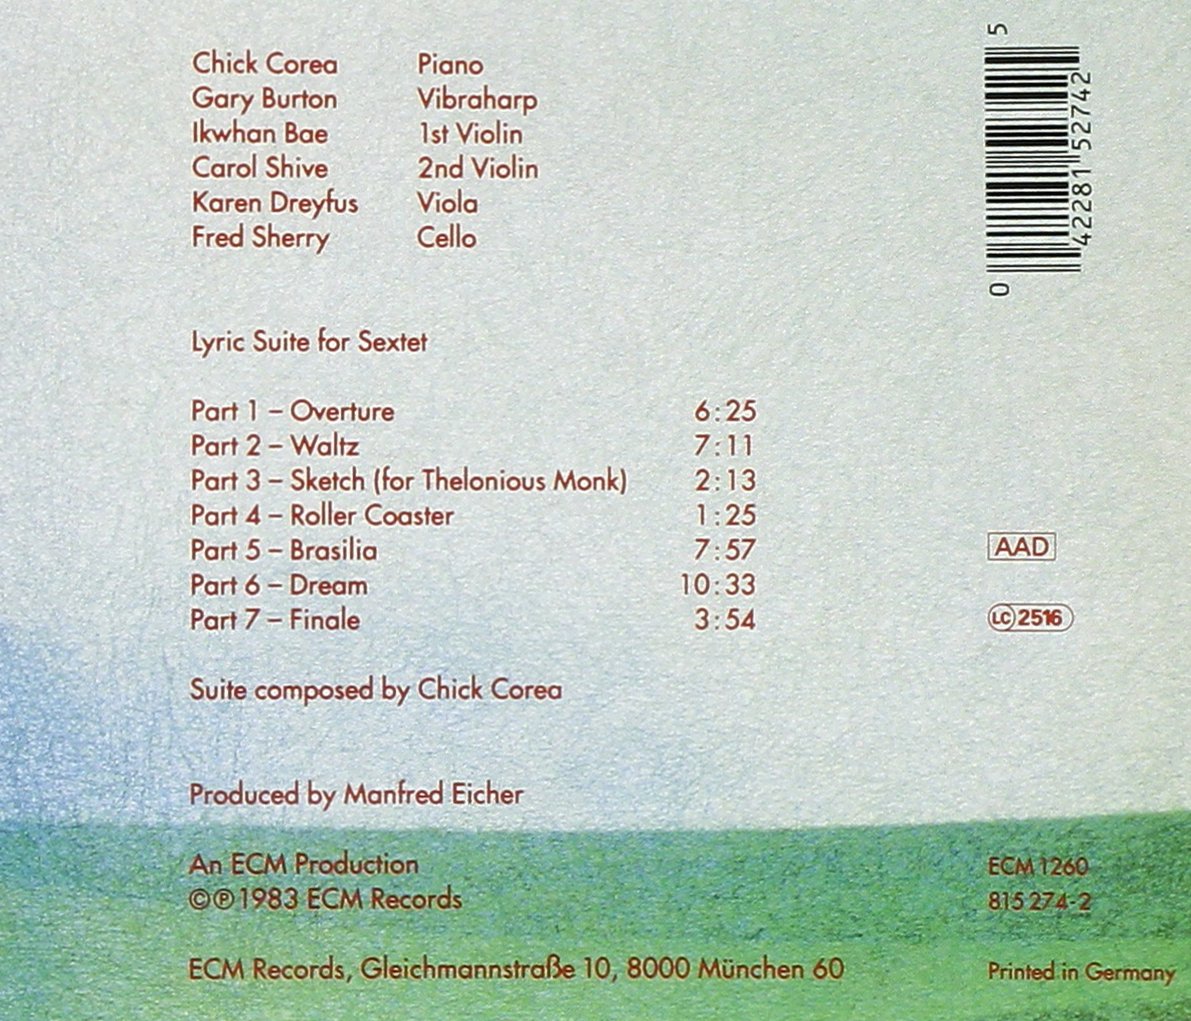 Chick Corea Piano
Gary Burton Vibraharp
Ikwhan Bae 1st Violin
Carol Shive 2nd Violin
Karen Dreyfus Viola
Fred Sherry Cello
Lyric Suite for Sextet
Part 1 – Overture 6:25
Part 2 – Waltz 7:11
Part 3 – Sketch (for Thelonious Monk) 2:13
Part 4 – Roller Coaster 1:25
Part 5 – Brasilia 7:57
Part 6 – Dream 10:33
Part 7 – Finale 3:54
Suite composed by Chick Corea
Produced by Manfred Eicher
An ECM Production
©℗1983 ECM Records
ECM Records, Gleichmannstraße 10, 8000 München 60
0 42281 52742 5
AAD
LC 2516
ECM 1260
815 274-2
Printed in Germany